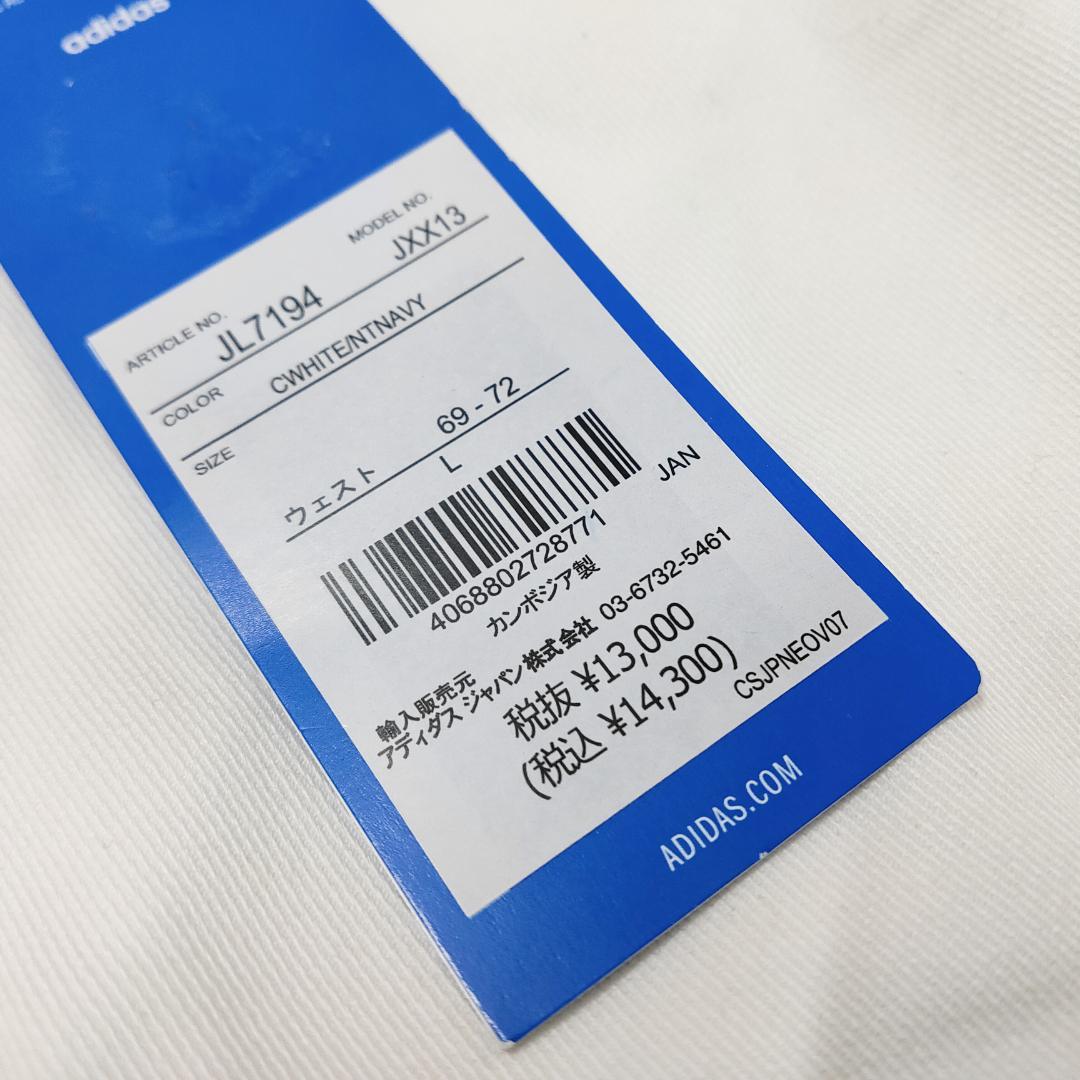 adidas
ARTICLE NO. MODEL NO.
JL7194 JXX13
COLOR CWHITE/NTNAVY
SIZE
ウェスト 69 - 72
L
JAN
4068802728771
カンボジア製
輸入販売元
アディダス ジャパン株式会社 03-6732-5461
税抜 ¥13,000
(税込 ¥14,300)
CSJPNEOV07
ADIDAS.COM